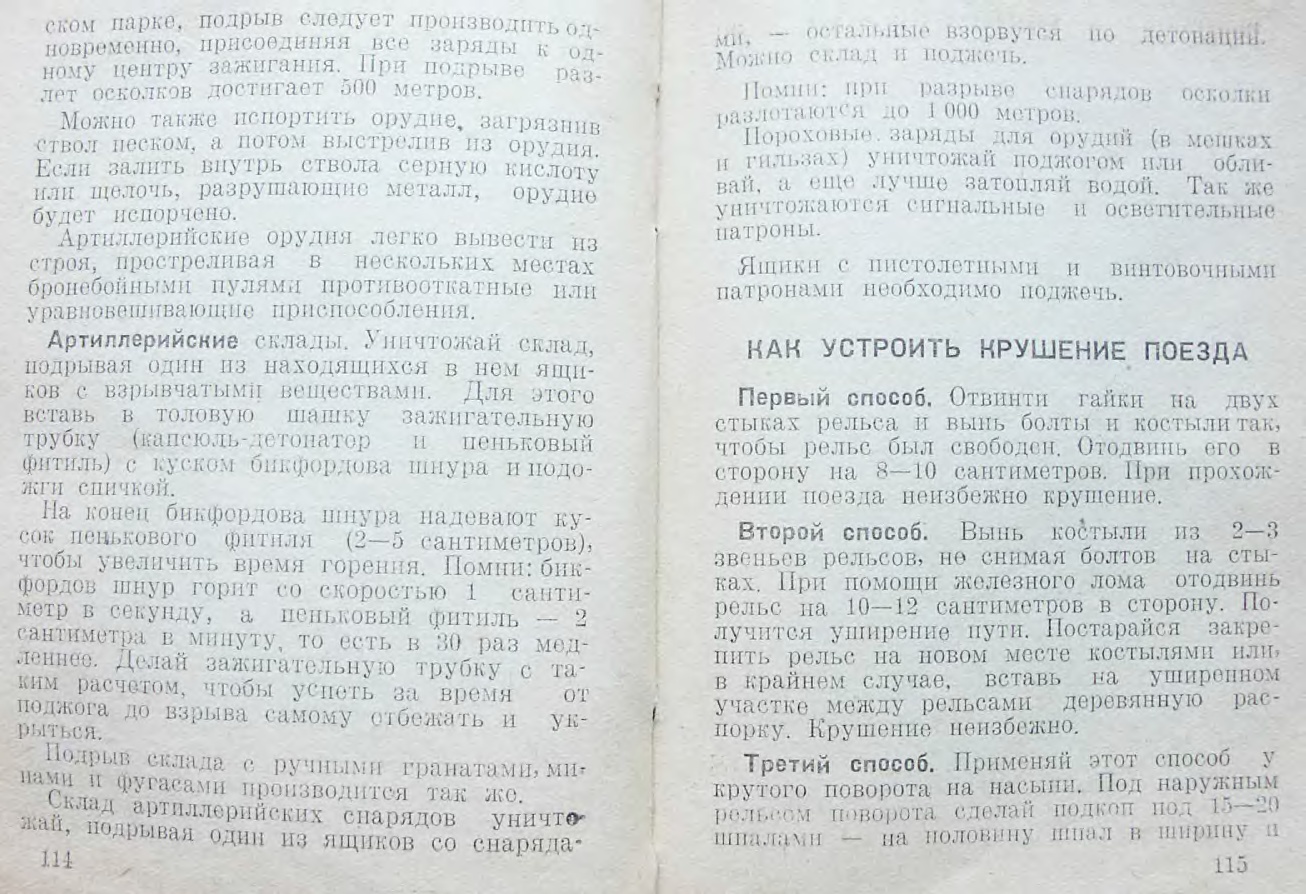 ском парке, подрыв следует производить од-
новременно, присоединяя все заряды к од-
ному центру зажигания. При подрыве раз-
лет осколков достигает 500 метров.
Можно также испортить орудие, загрязнив
ствол песком, а потом выстрелив из орудия.
Если залить внутрь ствола серную кислоту
или щелочь, разрушающие металл, орудие
будет испорчено.
Артиллерийские орудия легко вывести из
строя, простреливая в нескольких местах
бронебойными пулями противооткатные или
уравновешивающие приспособления.
Артиллерийские склады. Уничтожай склад,
подрывая один из находящихся в нем ящи-
ков с взрывчатыми веществами. Для этого
вставь в толовую шашку зажигательную
трубку (капсюль-детонатор и пеньковый
фитиль) с куском бикфордова шнура и подо-
жги спичкой.
На конец бикфордова шнура надевают ку-
сок пенькового фитиля (2—5 сантиметров),
чтобы увеличить время горения. Помни: бик-
фордов шнур горит со скоростью 1 санти-
метр в секунду, а пеньковый фитиль — 2
сантиметра в минуту, то есть в 30 раз мед-
леннее. Делай зажигательную трубку с та-
ким расчетом, чтобы успеть за время от
поджога до взрыва самому отбежать и ук-
рыться.
Подрыв склада с ручными гранатами, ми-
нами и фугасами производится так же.
Склад артиллерийских снарядов уничто-
жай, подрывая один из ящиков со снаряда-
114
ми, — остальные взорвутся по детонации.
Можно склад и поджечь.
Помни: при разрыве снарядов осколки
разлетаются до 1 000 метров.
Пороховые заряды для орудий (в мешках
и гильзах) уничтожай поджогом или обли-
вай, а еще лучше затопляй водой. Так же
уничтожаются сигнальные и осветительные
патроны.
Ящики с пистолетными и винтовочными
патронами необходимо поджечь.
КАК УСТРОИТЬ КРУШЕНИЕ ПОЕЗДА
Первый способ. Отвинти гайки на двух
стыках рельса и вынь болты и костыли так,
чтобы рельс был свободен. Отодвинь его в
сторону на 8—10 сантиметров. При прохож-
дении поезда неизбежно крушение.
Второй способ. Вынь костыли из 2—3
звеньев рельсов, не снимая болтов на сты-
ках. При помощи железного лома отодвинь
рельс на 10—12 сантиметров в сторону. По-
лучится уширение пути. Постарайся закре-
пить рельс на новом месте костылями или,
в крайнем случае, вставь на уширенном
участке между рельсами деревянную рас-
порку. Крушение неизбежно.
Третий способ. Применяй этот способ у
крутого поворота на насыпи. Под наружным
рельсом поворота сделай подкоп под 15—20
шпалами — на половину шпал в ширину и
115